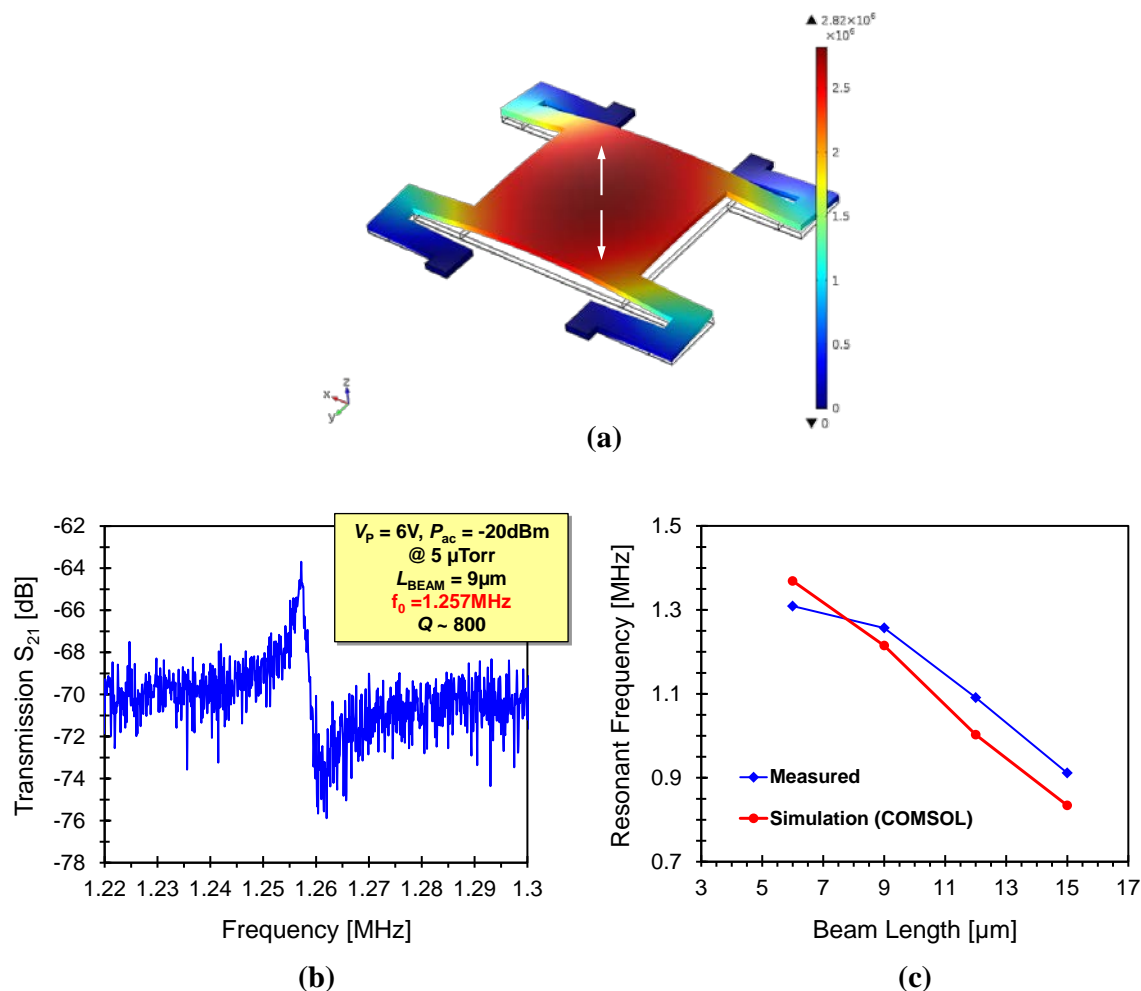 ▲ 2.82×10⁶
×10⁶
2.5
2
1.5
1
0.5
0
▼ 0
z
x
y
(a)
-62
-64
-66
-68
-70
-72
-74
-76
-78
Transmission S₂₁ [dB]
V_P = 6V, P_ac = -20dBm
@ 5 µTorr
L_BEAM = 9µm
f₀ =1.257MHz
Q ~ 800
1.22 1.23 1.24 1.25 1.26 1.27 1.28 1.29 1.3
Frequency [MHz]
(b)
1.5
1.3
1.1
0.9
0.7
Resonant Frequency [MHz]
Measured
Simulation (COMSOL)
3 5 7 9 11 13 15 17
Beam Length [µm]
(c)